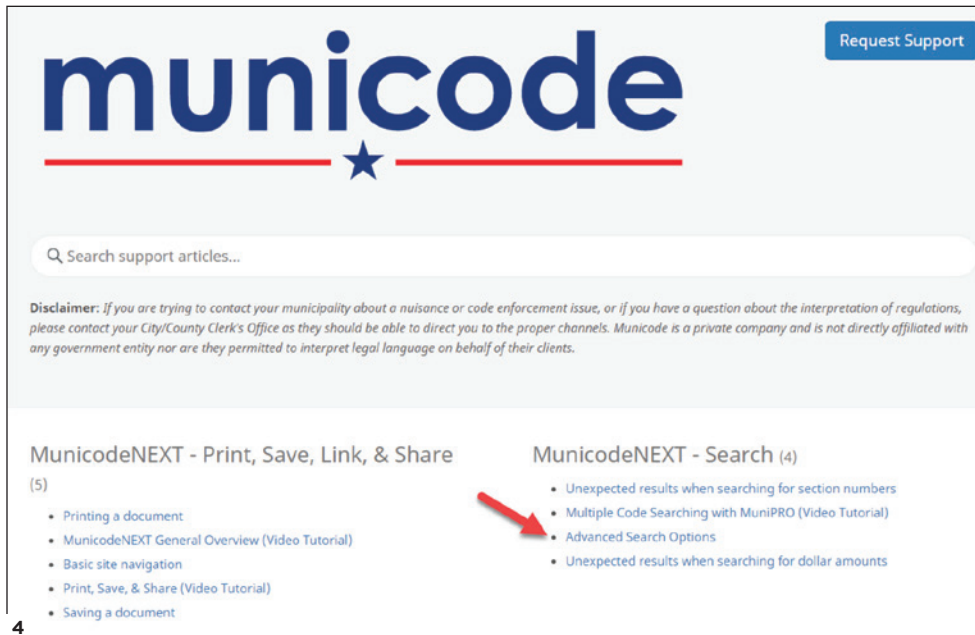 Request Support
municode
Search support articles...
Disclaimer: If you are trying to contact your municipality about a nuisance or code enforcement issue, or if you have a question about the interpretation of regulations,
please contact your City/County Clerk's Office as they should be able to direct you to the proper channels. Municode is a private company and is not directly affiliated with
any government entity nor are they permitted to interpret legal language on behalf of their clients.
MunicodeNEXT - Print, Save, Link, & Share
(5)
• Printing a document
• MunicodeNEXT General Overview (Video Tutorial)
• Basic site navigation
• Print, Save, & Share (Video Tutorial)
• Saving a document
MunicodeNEXT - Search (4)
• Unexpected results when searching for section numbers
• Multiple Code Searching with MuniPRO (Video Tutorial)
• Advanced Search Options
• Unexpected results when searching for dollar amounts
4